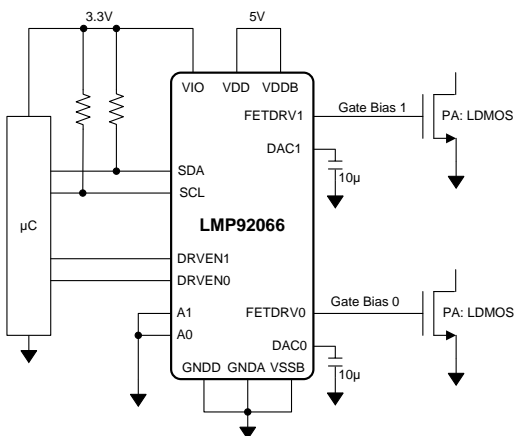 3.3V 5V
VIO VDD VDDB
FETDRV1 Gate Bias 1 PA: LDMOS
DAC1
10µ
SDA
SCL
LMP92066
µC
DRVEN1
DRVEN0
FETDRV0 Gate Bias 0 PA: LDMOS
A1
A0
DAC0
10µ
GNDD GNDA VSSB